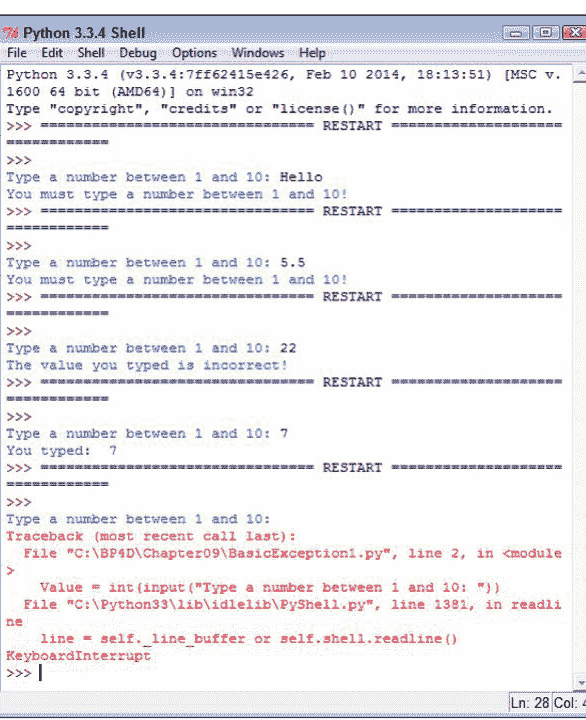 Python 3.3.4 Shell
File Edit Shell Debug Options Windows Help
Python 3.3.4 (v3.3.4:7ff62415e426, Feb 10 2014, 18:13:51) [MSC v.
1600 64 bit (AMD64)] on win32
Type "copyright", "credits" or "license()" for more information.
>>> ================================ RESTART ====================
============
>>>
Type a number between 1 and 10: Hello
You must type a number between 1 and 10!
>>> ================================ RESTART ====================
============
>>>
Type a number between 1 and 10: 5.5
You must type a number between 1 and 10!
>>> ================================ RESTART ====================
============
>>>
Type a number between 1 and 10: 22
The value you typed is incorrect!
>>> ================================ RESTART ====================
============
>>>
Type a number between 1 and 10: 7
You typed:  7
>>> ================================ RESTART ====================
============
>>>
Type a number between 1 and 10:
Traceback (most recent call last):
  File "C:\BP4D\Chapter09\BasicException1.py", line 2, in <module
>
    Value = int(input("Type a number between 1 and 10: "))
  File "C:\Python33\lib\idlelib\PyShell.py", line 1381, in readli
ne
    line = self._line_buffer or self.shell.readline()
KeyboardInterrupt
>>>
Ln: 28 Col: 4